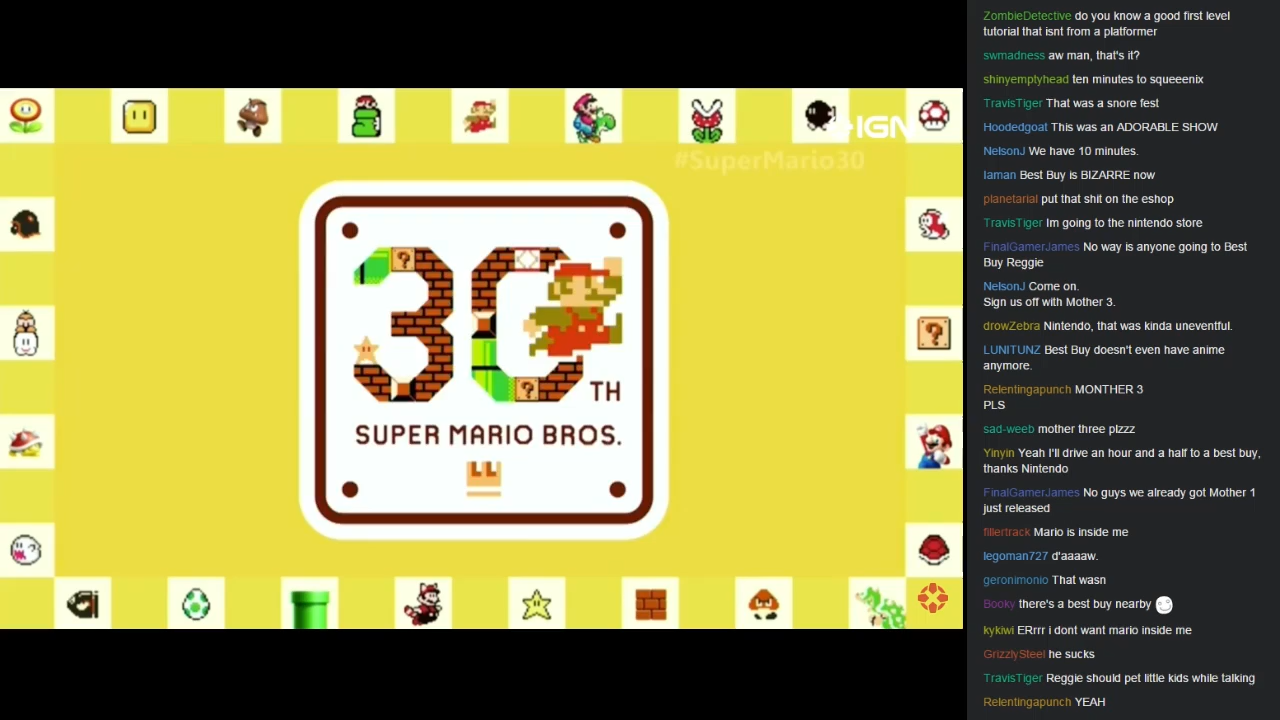 IGN
#SuperMario30
30
TH
SUPER MARIO BROS.
ZombieDetective do you know a good first level
tutorial that isnt from a platformer
swmadness aw man, that's it?
shinyemptyhead ten minutes to squeeenix
TravisTiger That was a snore fest
Hoodedgoat This was an ADORABLE SHOW
NelsonJ We have 10 minutes.
Iaman Best Buy is BIZARRE now
planetarial put that shit on the eshop
TravisTiger Im going to the nintendo store
FinalGamerJames No way is anyone going to Best
Buy Reggie
NelsonJ Come on.
Sign us off with Mother 3.
drowZebra Nintendo, that was kinda uneventful.
LUNITUNZ Best Buy doesn't even have anime
anymore.
Relentingapunch MONTHER 3
PLS
sad-weeb mother three plzzz
Yinyin Yeah I'll drive an hour and a half to a best buy,
thanks Nintendo
FinalGamerJames No guys we already got Mother 1
just released
fillertrack Mario is inside me
legoman727 d'aaaaw.
geronimonio That wasn
Booky there's a best buy nearby
kykiwi ERrrr i dont want mario inside me
GrizzlySteel he sucks
TravisTiger Reggie should pet little kids while talking
Relentingapunch YEAH